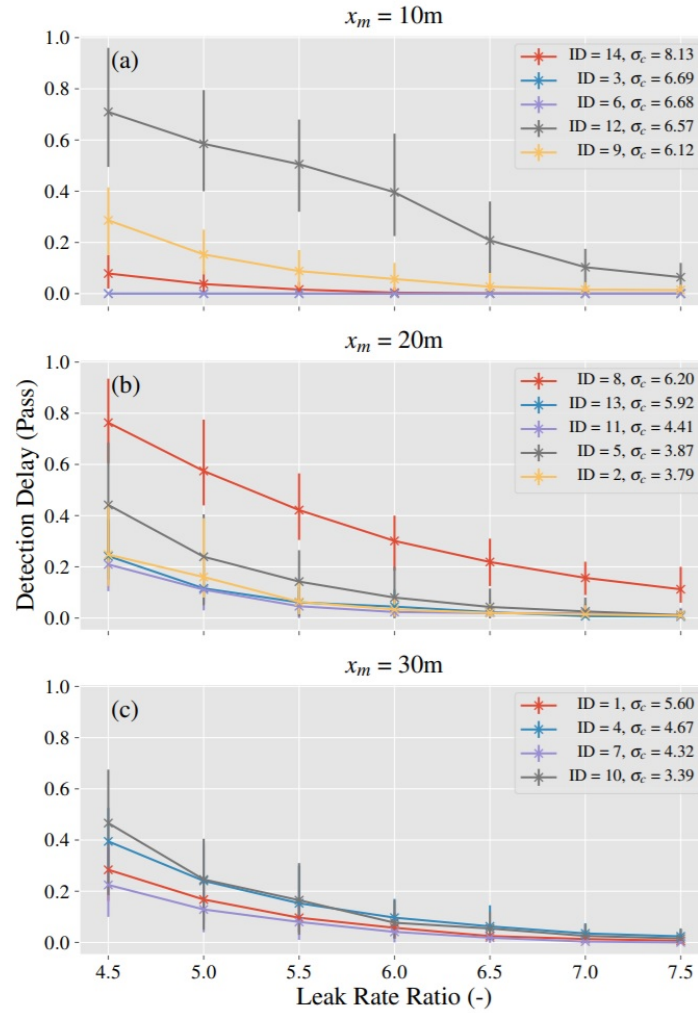 x_m = 10m
(a)
ID = 14, σ_c = 8.13
ID = 3, σ_c = 6.69
ID = 6, σ_c = 6.68
ID = 12, σ_c = 6.57
ID = 9, σ_c = 6.12
1.0
0.8
0.6
0.4
0.2
0.0
x_m = 20m
(b)
ID = 8, σ_c = 6.20
ID = 13, σ_c = 5.92
ID = 11, σ_c = 4.41
ID = 5, σ_c = 3.87
ID = 2, σ_c = 3.79
1.0
0.8
0.6
0.4
0.2
0.0
Detection Delay (Pass)
x_m = 30m
(c)
ID = 1, σ_c = 5.60
ID = 4, σ_c = 4.67
ID = 7, σ_c = 4.32
ID = 10, σ_c = 3.39
1.0
0.8
0.6
0.4
0.2
0.0
4.5 5.0 5.5 6.0 6.5 7.0 7.5
Leak Rate Ratio (-)